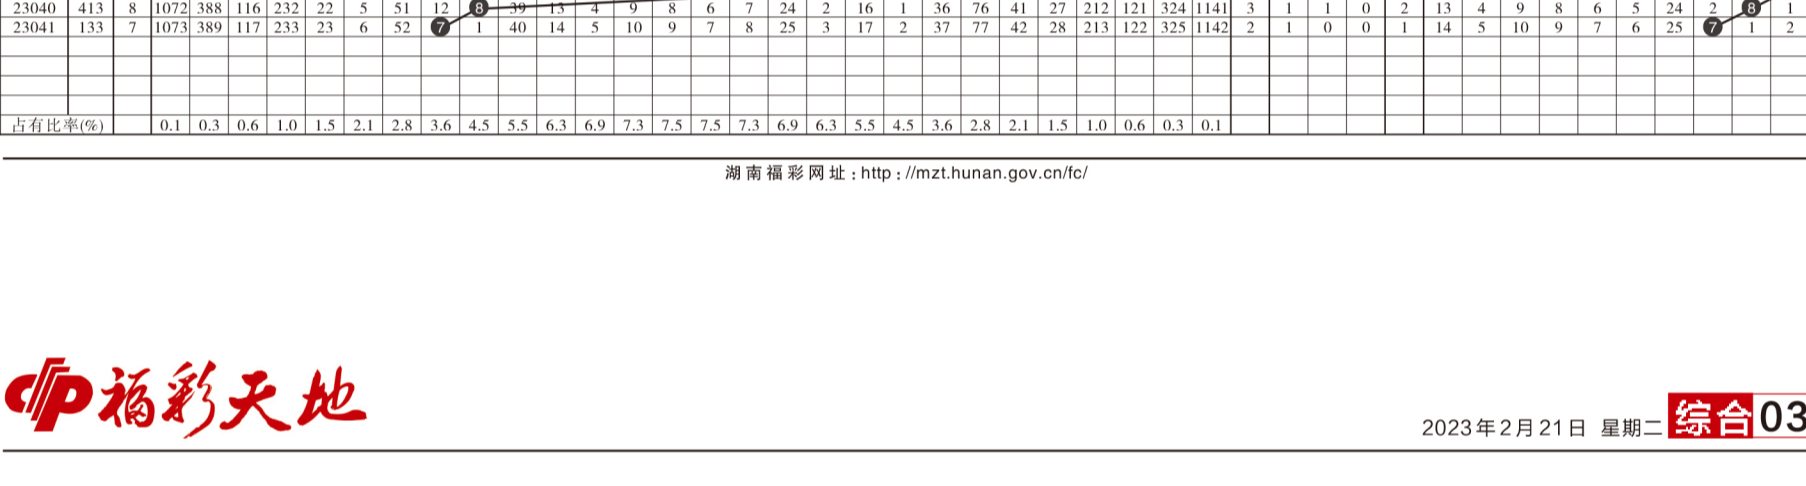 23040 413 8 1072 388 116 232 22 5 51 12 8 39 13 4 9 8 6 7 24 2 16 1 36 76 41 27 212 121 324 1141 3 1 1 0 2 13 4 9 8 6 5 24 2 8 1
23041 133 7 1073 389 117 233 23 6 52 7 1 40 14 5 10 9 7 8 25 3 17 2 37 77 42 28 213 122 325 1142 2 1 0 0 1 14 5 10 9 7 6 25 7 1 2
占有比率(%) 0.1 0.3 0.6 1.0 1.5 2.1 2.8 3.6 4.5 5.5 6.3 6.9 7.3 7.5 7.5 7.3 6.9 6.3 5.5 4.5 3.6 2.8 2.1 1.5 1.0 0.6 0.3 0.1
湖南福彩网址:http://mzt.hunan.gov.cn/fc/
福彩天地
2023年2月21日 星期二 综合03